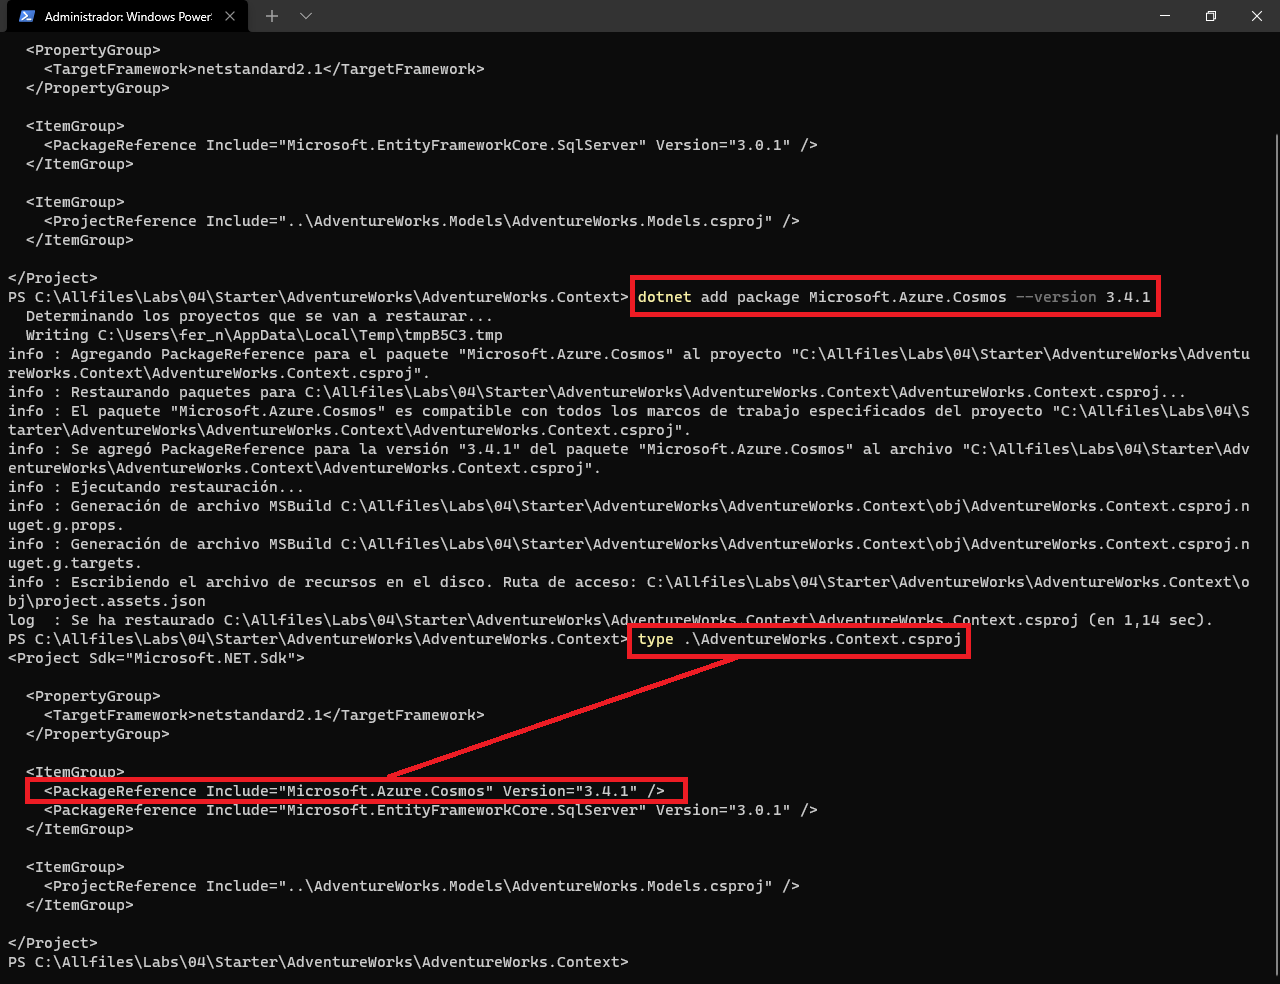 Administrador: Windows Power
<PropertyGroup>
<TargetFramework>netstandard2.1</TargetFramework>
</PropertyGroup>
<ItemGroup>
<PackageReference Include="Microsoft.EntityFrameworkCore.SqlServer" Version="3.0.1" />
</ItemGroup>
<ItemGroup>
<ProjectReference Include="..\AdventureWorks.Models\AdventureWorks.Models.csproj" />
</ItemGroup>
</Project>
PS C:\Allfiles\Labs\04\Starter\AdventureWorks\AdventureWorks.Context> dotnet add package Microsoft.Azure.Cosmos --version 3.4.1
Determinando los proyectos que se van a restaurar...
Writing C:\Users\fer_n\AppData\Local\Temp\tmpB5C3.tmp
info : Agregando PackageReference para el paquete "Microsoft.Azure.Cosmos" al proyecto "C:\Allfiles\Labs\04\Starter\AdventureWorks\Adventu
reWorks.Context\AdventureWorks.Context.csproj".
info : Restaurando paquetes para C:\Allfiles\Labs\04\Starter\AdventureWorks\AdventureWorks.Context\AdventureWorks.Context.csproj...
info : El paquete "Microsoft.Azure.Cosmos" es compatible con todos los marcos de trabajo especificados del proyecto "C:\Allfiles\Labs\04\S
tarter\AdventureWorks\AdventureWorks.Context\AdventureWorks.Context.csproj".
info : Se agregó PackageReference para la versión "3.4.1" del paquete "Microsoft.Azure.Cosmos" al archivo "C:\Allfiles\Labs\04\Starter\Adv
entureWorks\AdventureWorks.Context\AdventureWorks.Context.csproj".
info : Ejecutando restauración...
info : Generación de archivo MSBuild C:\Allfiles\Labs\04\Starter\AdventureWorks\AdventureWorks.Context\obj\AdventureWorks.Context.csproj.n
uget.g.props.
info : Generación de archivo MSBuild C:\Allfiles\Labs\04\Starter\AdventureWorks\AdventureWorks.Context\obj\AdventureWorks.Context.csproj.n
uget.g.targets.
info : Escribiendo el archivo de recursos en el disco. Ruta de acceso: C:\Allfiles\Labs\04\Starter\AdventureWorks\AdventureWorks.Context\o
bj\project.assets.json
log  : Se ha restaurado C:\Allfiles\Labs\04\Starter\AdventureWorks\AdventureWorks.Context\AdventureWorks.Context.csproj (en 1,14 sec).
PS C:\Allfiles\Labs\04\Starter\AdventureWorks\AdventureWorks.Context> type .\AdventureWorks.Context.csproj
<Project Sdk="Microsoft.NET.Sdk">
<PropertyGroup>
<TargetFramework>netstandard2.1</TargetFramework>
</PropertyGroup>
<ItemGroup>
<PackageReference Include="Microsoft.Azure.Cosmos" Version="3.4.1" />
<PackageReference Include="Microsoft.EntityFrameworkCore.SqlServer" Version="3.0.1" />
</ItemGroup>
<ItemGroup>
<ProjectReference Include="..\AdventureWorks.Models\AdventureWorks.Models.csproj" />
</ItemGroup>
</Project>
PS C:\Allfiles\Labs\04\Starter\AdventureWorks\AdventureWorks.Context>